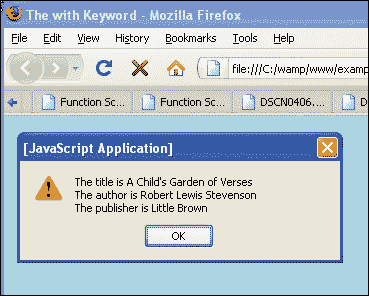 The with Keyword - Mozilla Firefox
File Edit View History Bookmarks Tools Help
file:///C:/wamp/www/examp
Function Sc... Function Sc... DSCN0406.... D
[JavaScript Application]
The title is A Child's Garden of Verses
The author is Robert Lewis Stevenson
The publisher is Little Brown
OK